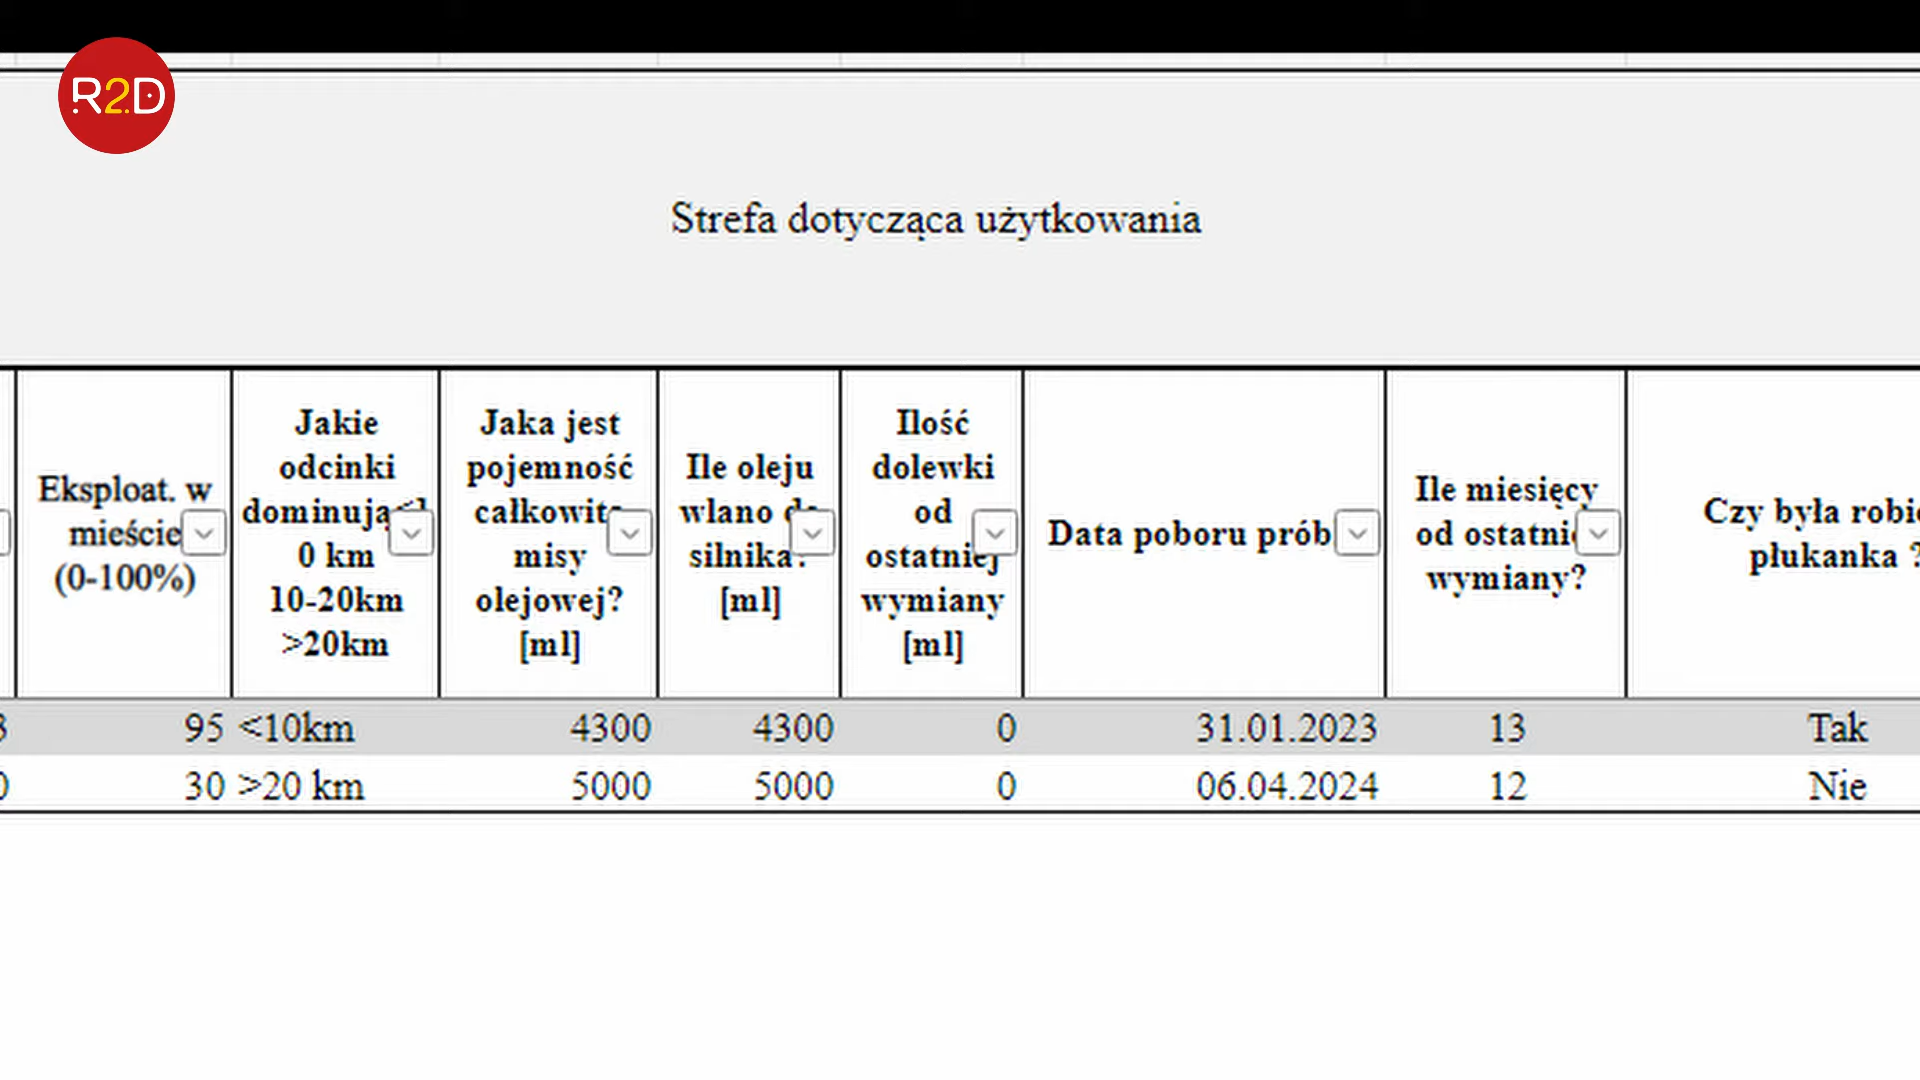 R2D
Strefa dotycząca użytkowania
Eksploat. w
mieście
(0-100%)
Jakie
odcinki
0 km
10-20km
>20km
Jaka jest
pojemność
misy
olejowej?
[ml]
Ile oleju
wlano
silnika?
[ml]
Ilość
dolewki
od
ostatniej
wymiany
[ml]
Data poboru
Ile miesięcy
od
wymiany?
Czy była
płukanka ?
95 <10km 4300 4300 0 31.01.2023 13 Tak
30 >20 km 5000 5000 0 06.04.2024 12 Nie